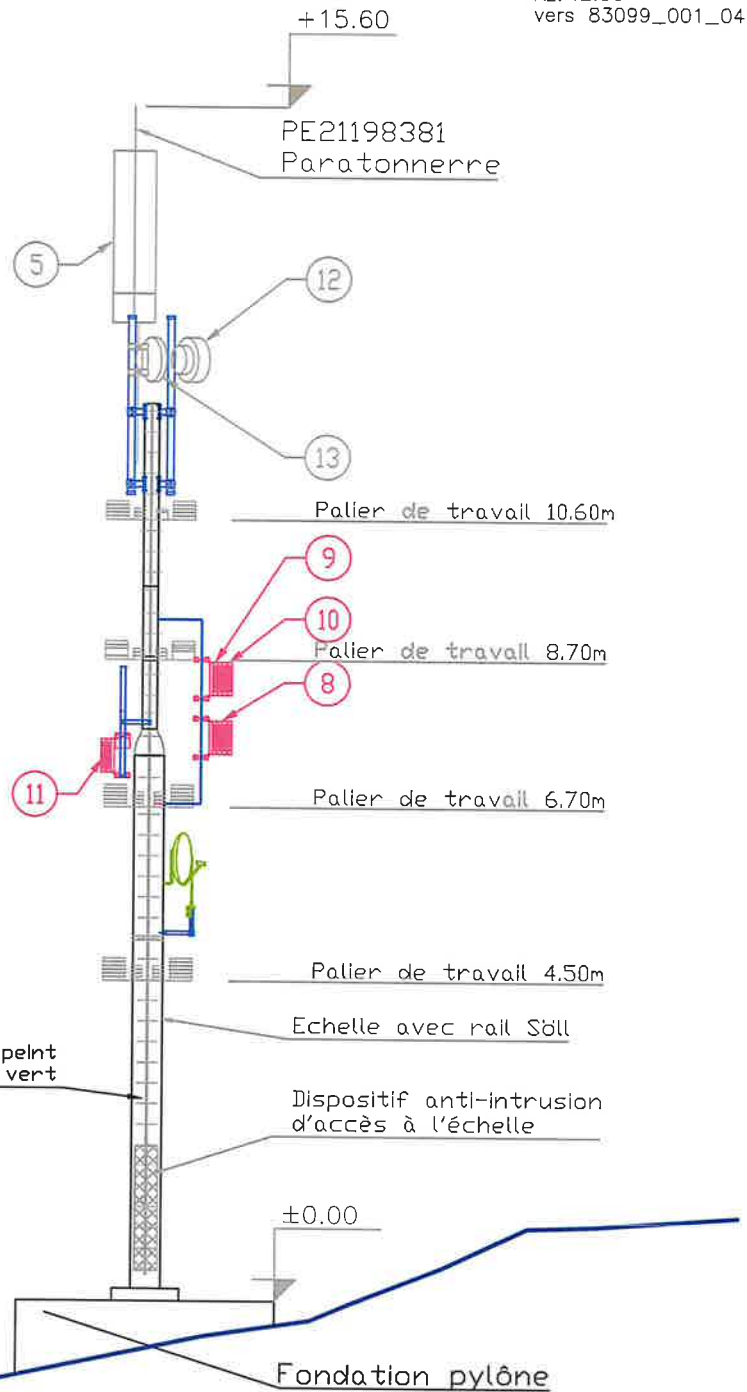 vers 83099_001_04
+15.60
PE21198381
Paratonnerre
5
12
13
Palier de travail 10.60m
9
10
Palier de travail 8.70m
8
11
Palier de travail 6.70m
Palier de travail 4.50m
Echelle avec rail Söll
peint
vert
Dispositif anti-intrusion
d'accès à l'échelle
±0.00
Fondation pylône